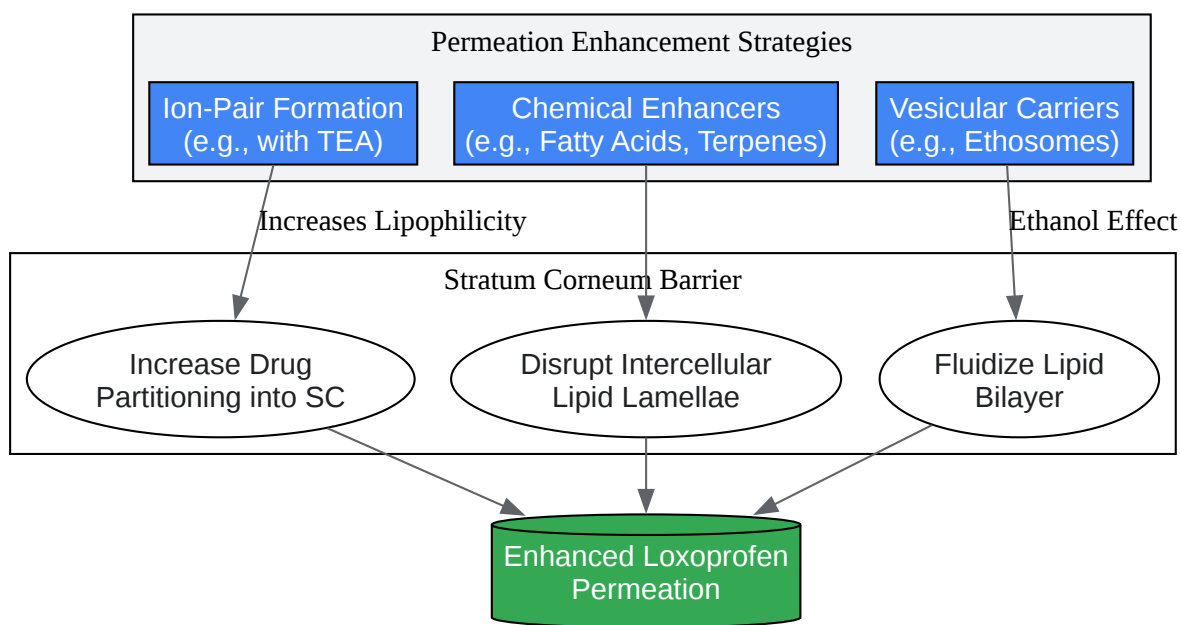 Permeation Enhancement Strategies
Ion-Pair Formation
(e.g., with TEA)
Chemical Enhancers
(e.g., Fatty Acids, Terpenes)
Vesicular Carriers
(e.g., Ethosomes)
Increases Lipophilicity
Ethanol Effect
Stratum Corneum Barrier
Increase Drug
Partitioning into SC
Disrupt Intercellular
Lipid Lamellae
Fluidize Lipid
Bilayer
Enhanced Loxoprofen
Permeation